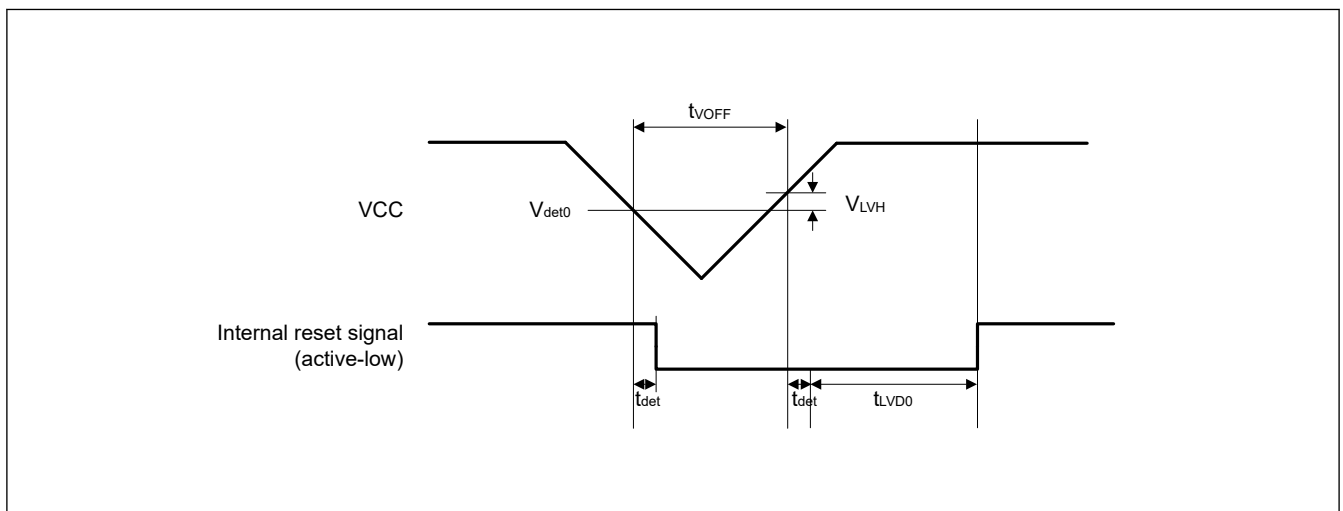 tVOFF
VCC
Vdet0
VLVH
Internal reset signal
(active-low)
tdet
tdet
tLVD0